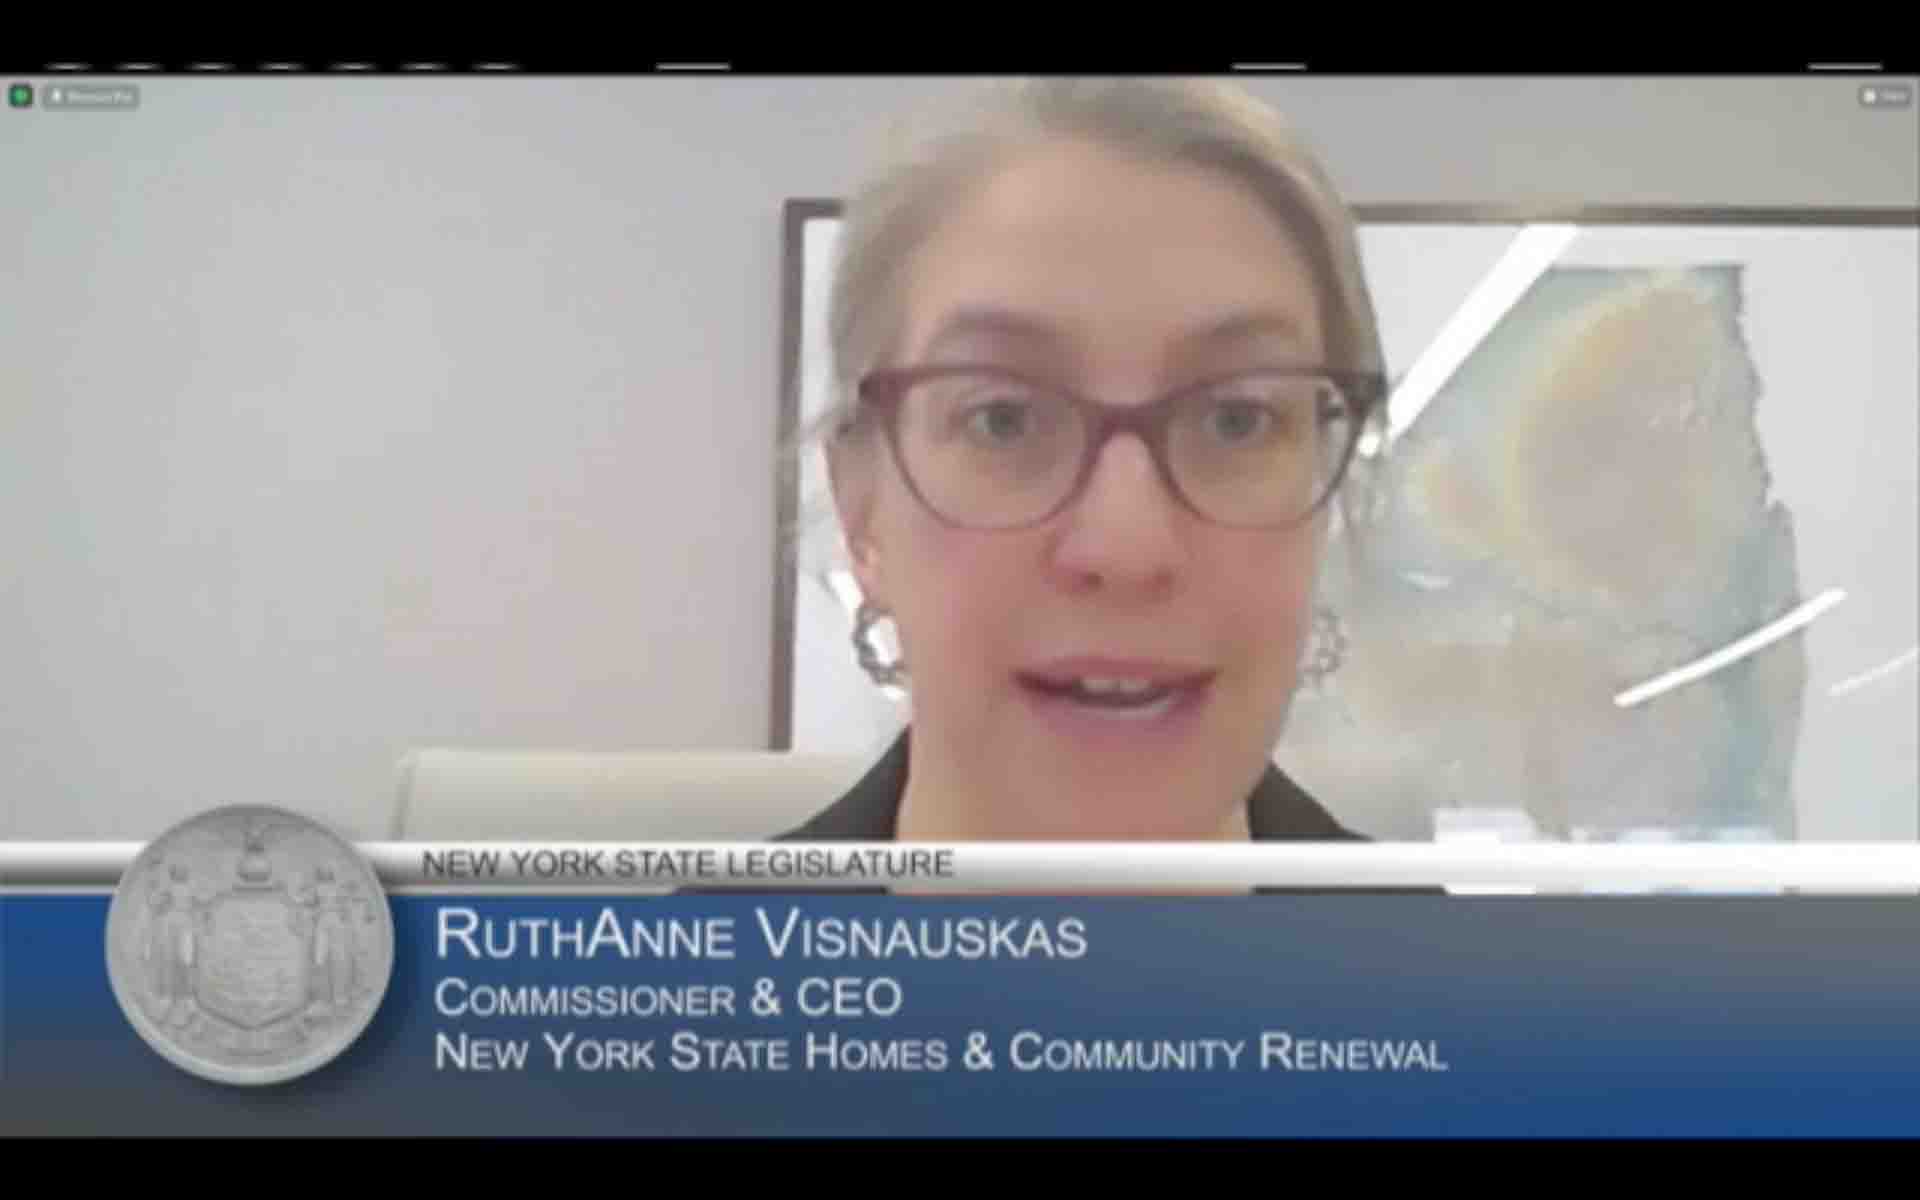 NEW YORK STATE LEGISLATURE
RUTHANNE VISNAUSKAS
COMMISSIONER & CEO
NEW YORK STATE HOMES & COMMUNITY RENEWAL